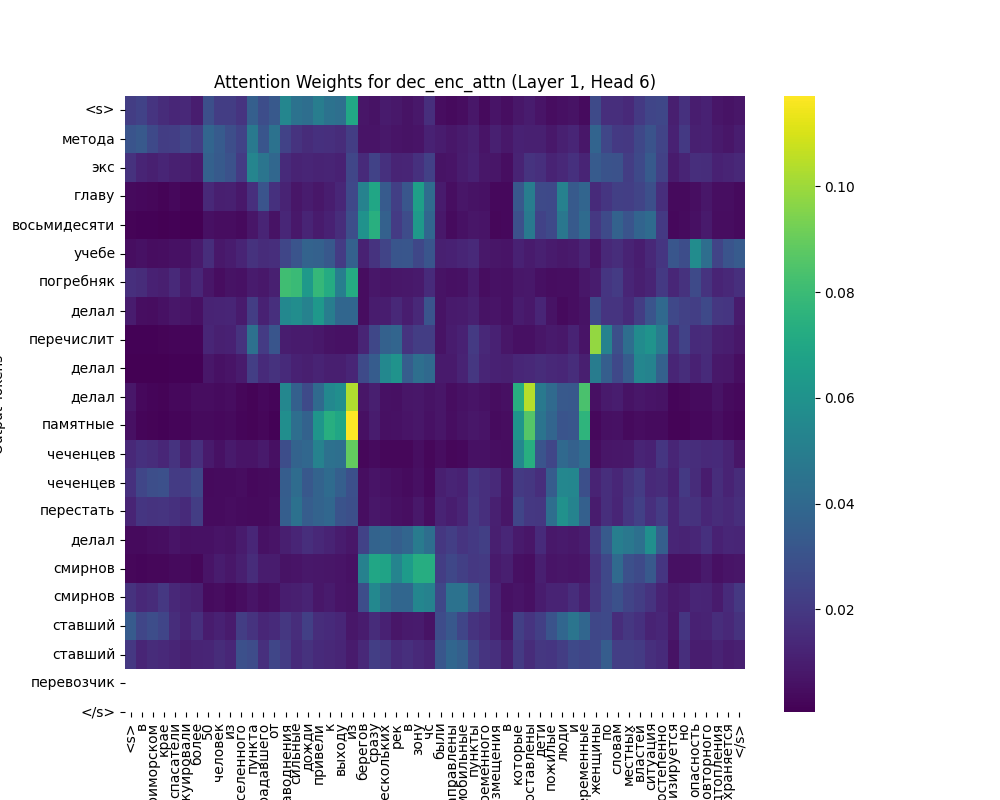 Attention Weights for dec_enc_attn (Layer 1, Head 6)
<s>
метода
экс
главу
восьмидесяти
учебе
погребняк
делал
перечислит
делал
делал
памятные
чеченцев
чеченцев
перестать
делал
смирнов
смирнов
ставший
ставший
перевозчик
</s>
0.10
0.08
0.06
0.04
0.02
<s>
в
крае
спасатели
более
50
человек
из
пункта
от
сильные
дожди
привели
к
выходу
из
берегов
сразу
рек
в
зону
чс
были
пункты
в
которые
дети
пожилые
люди
и
женщины
по
словам
местных
властей
ситуация
но
опасность
повторного
</s>